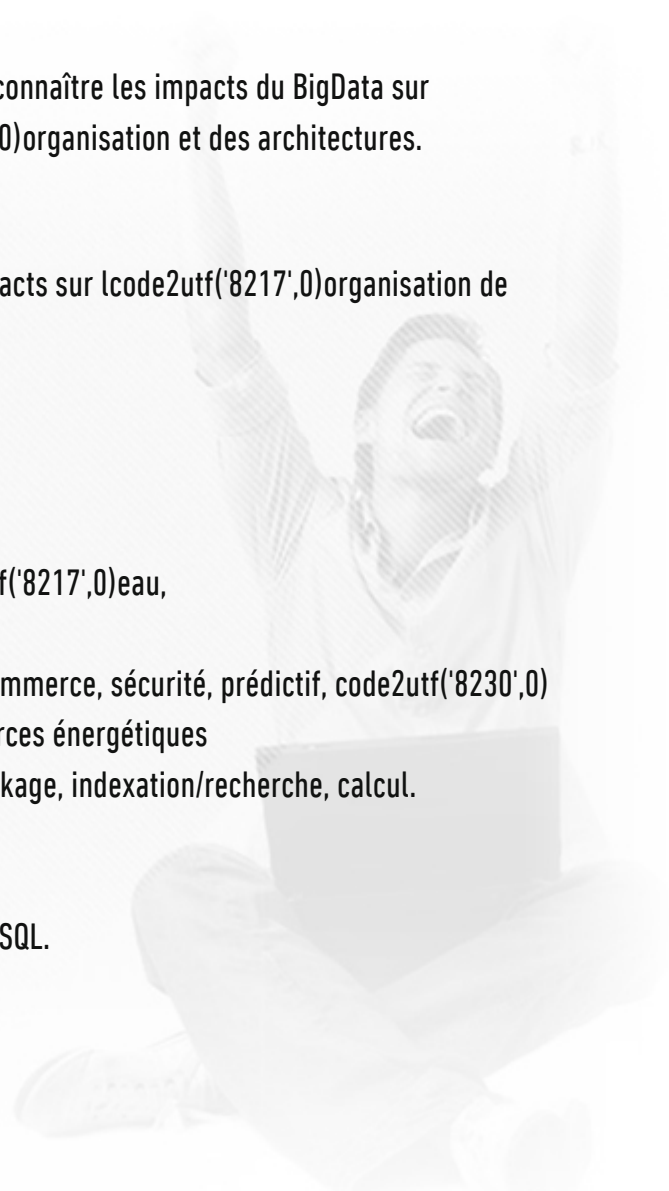 connaître les impacts du BigData sur
0)organisation et des architectures.
acts sur lcode2utf('8217',0)organisation de
f('8217',0)eau,
mmerce, sécurité, prédictif, code2utf('8230',0)
rces énergétiques
kage, indexation/recherche, calcul.
SQL.